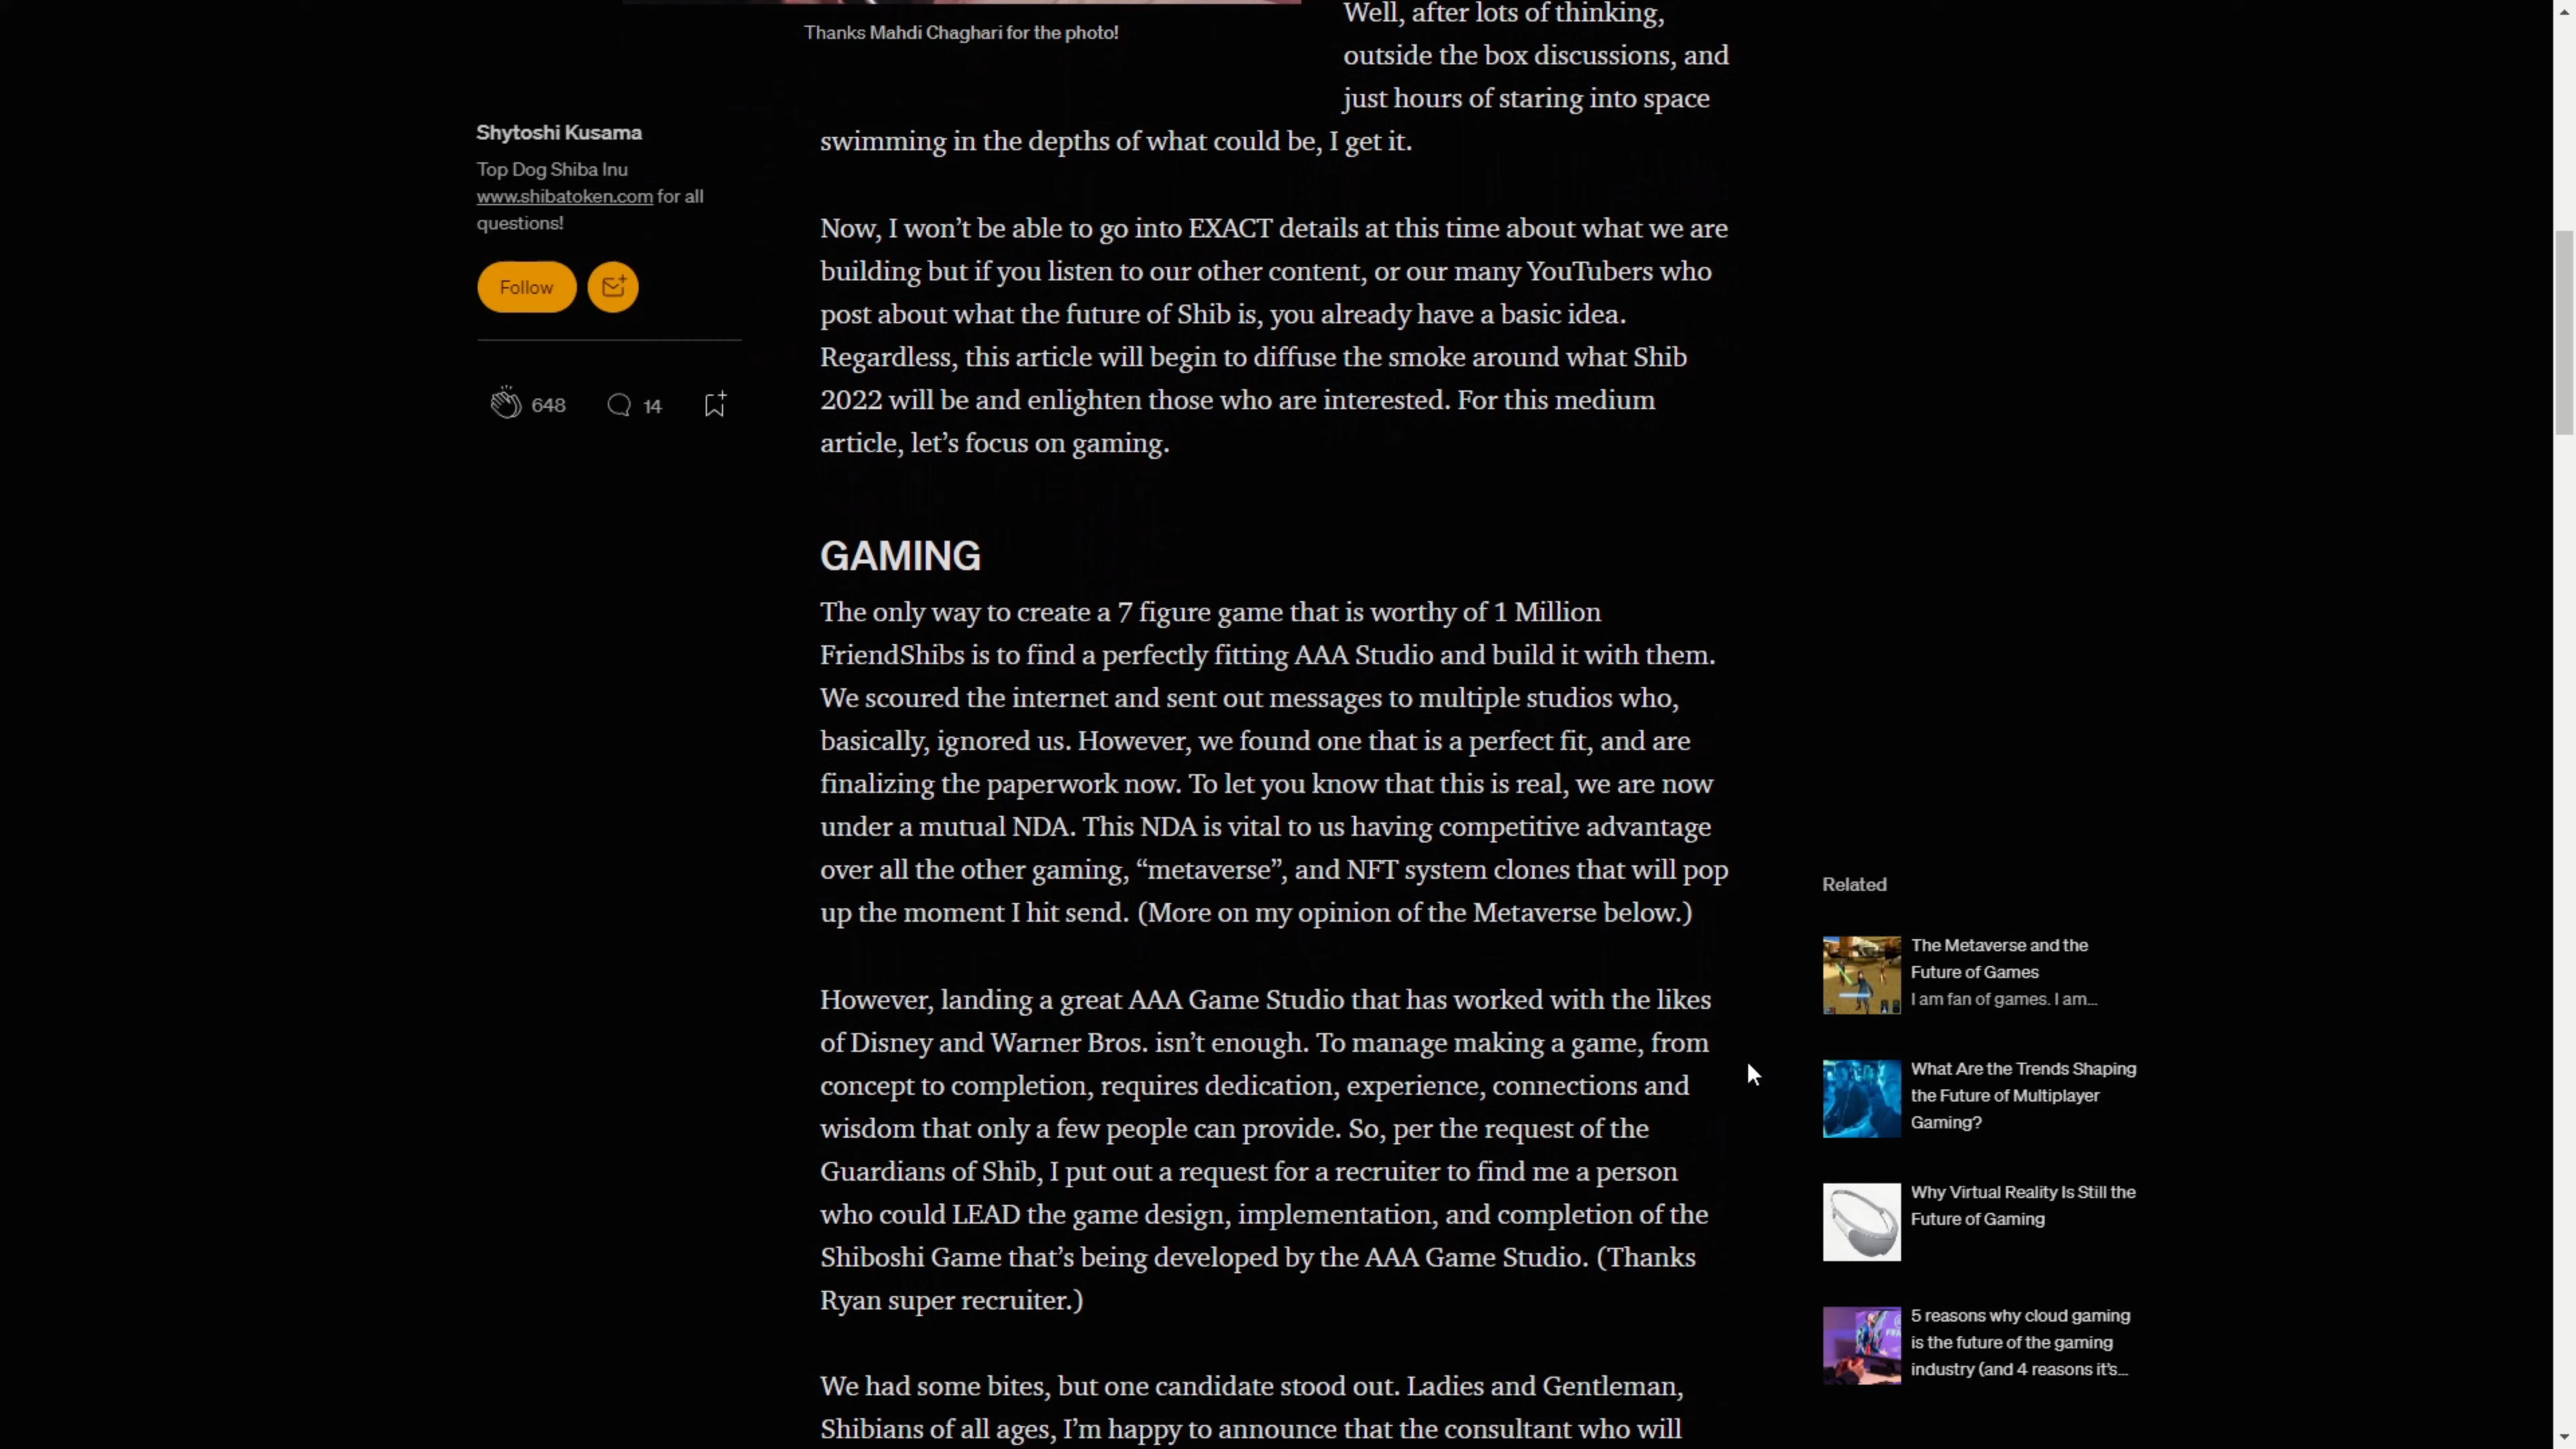 Well, after lots of thinking,
Thanks Mahdi Chaghari for the photo!
outside the box discussions, and
just hours of staring into space
swimming in the depths of what could be, I get it.
Shytoshi Kusama
Top Dog Shiba Inu
www.shibatoken.com for all
questions!
Follow
648
14
Now, I won’t be able to go into EXACT details at this time about what we are
building but if you listen to our other content, or our many YouTubers who
post about what the future of Shib is, you already have a basic idea.
Regardless, this article will begin to diffuse the smoke around what Shib
2022 will be and enlighten those who are interested. For this medium
article, let’s focus on gaming.
GAMING
The only way to create a 7 figure game that is worthy of 1 Million
FriendShibs is to find a perfectly fitting AAA Studio and build it with them.
We scoured the internet and sent out messages to multiple studios who,
basically, ignored us. However, we found one that is a perfect fit, and are
finalizing the paperwork now. To let you know that this is real, we are now
under a mutual NDA. This NDA is vital to us having competitive advantage
over all the other gaming, “metaverse”, and NFT system clones that will pop
up the moment I hit send. (More on my opinion of the Metaverse below.)
However, landing a great AAA Game Studio that has worked with the likes
of Disney and Warner Bros. isn’t enough. To manage making a game, from
concept to completion, requires dedication, experience, connections and
wisdom that only a few people can provide. So, per the request of the
Guardians of Shib, I put out a request for a recruiter to find me a person
who could LEAD the game design, implementation, and completion of the
Shiboshi Game that’s being developed by the AAA Game Studio. (Thanks
Ryan super recruiter.)
We had some bites, but one candidate stood out. Ladies and Gentleman,
Shibians of all ages, I’m happy to announce that the consultant who will
Related
The Metaverse and the
Future of Games
I am fan of games. I am...
What Are the Trends Shaping
the Future of Multiplayer
Gaming?
Why Virtual Reality Is Still the
Future of Gaming
5 reasons why cloud gaming
is the future of the gaming
industry (and 4 reasons it’s...